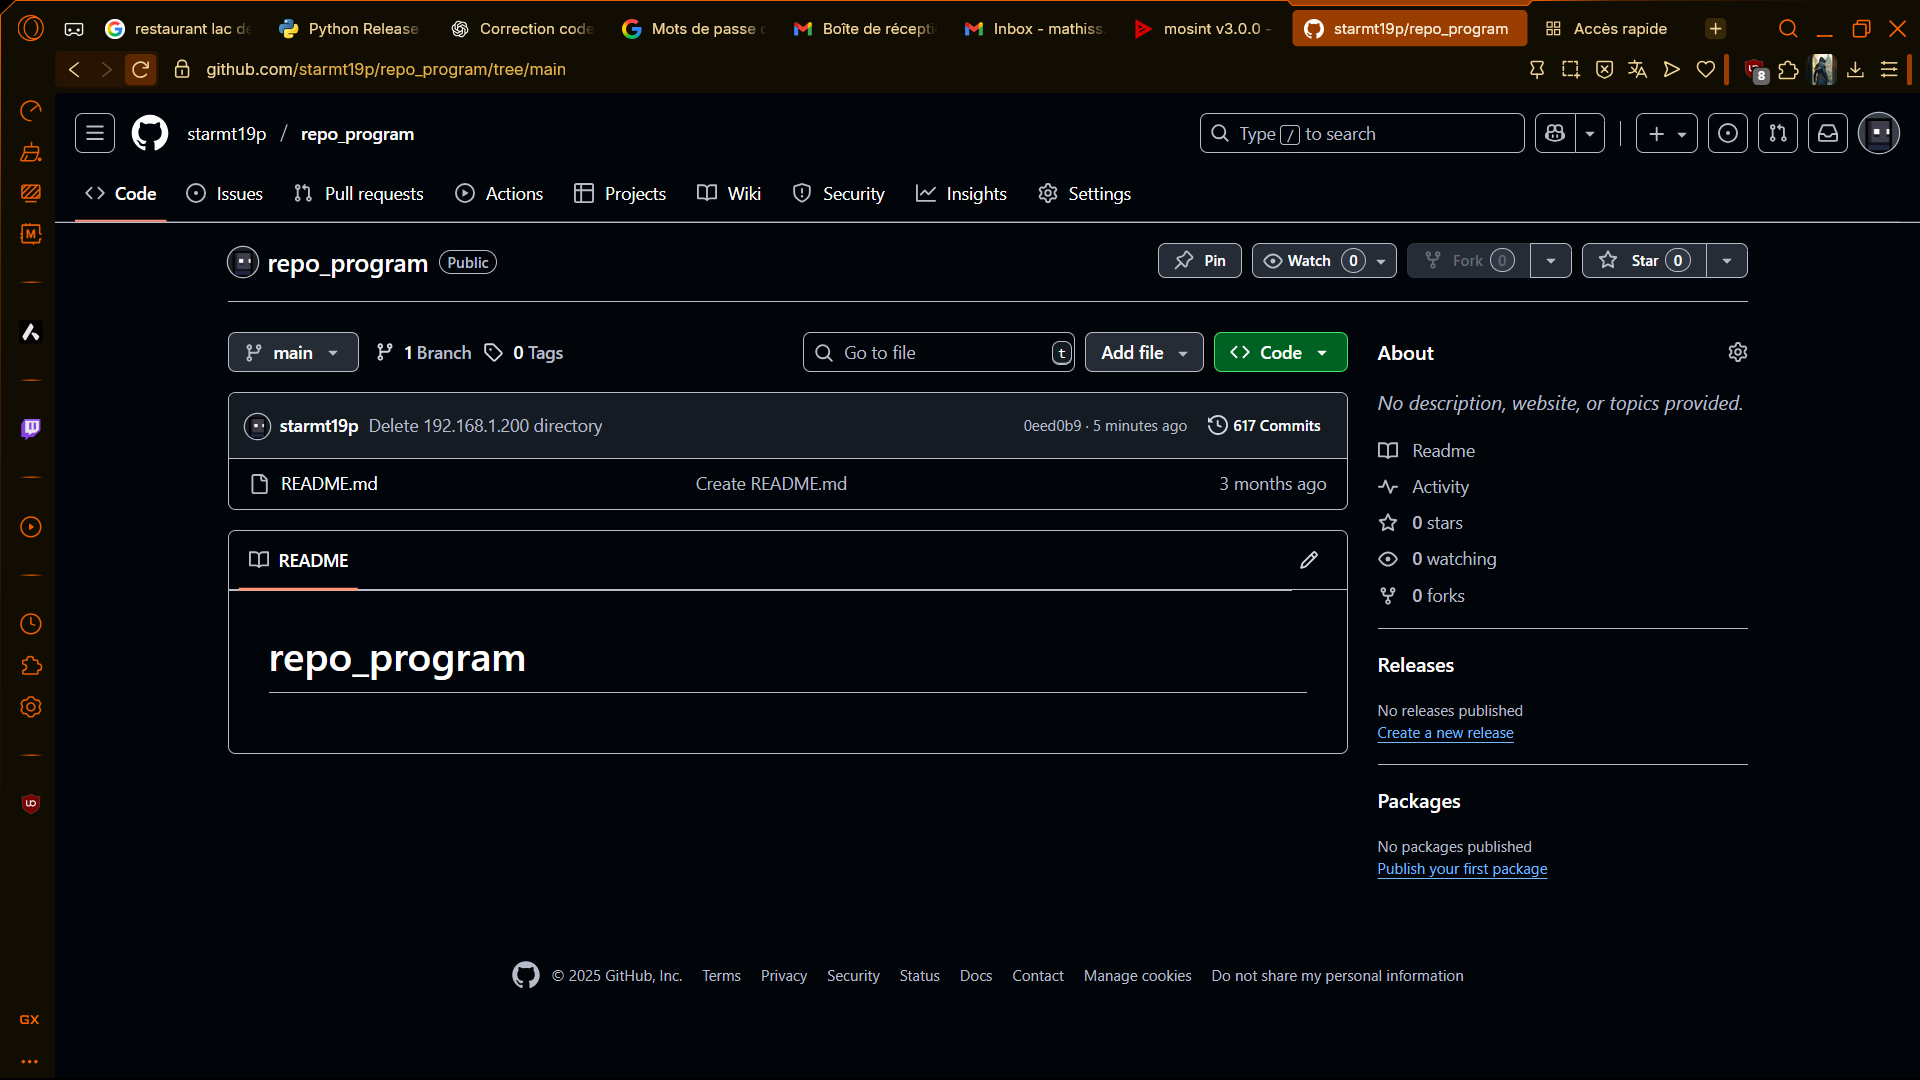 restaurant lac de
Python Release
Correction code
Mots de passe
Boîte de récepti
Inbox - mathiss.
mosint v3.0.0 -
starmt19p/repo_program
Accès rapide
github.com/starmt19p/repo_program/tree/main
8
starmt19p / repo_program
Type / to search
Code
Issues
Pull requests
Actions
Projects
Wiki
Security
Insights
Settings
repo_program Public
Pin
Watch 0
Fork 0
Star 0
main
1 Branch
0 Tags
Go to file t
Add file
Code
About
No description, website, or topics provided.
starmt19p Delete 192.168.1.200 directory
0eed0b9 · 5 minutes ago
617 Commits
README.md
Create README.md
3 months ago
Readme
Activity
0 stars
0 watching
0 forks
README
repo_program
Releases
No releases published
Create a new release
Packages
No packages published
Publish your first package
© 2025 GitHub, Inc.
Terms
Privacy
Security
Status
Docs
Contact
Manage cookies
Do not share my personal information
M
GX